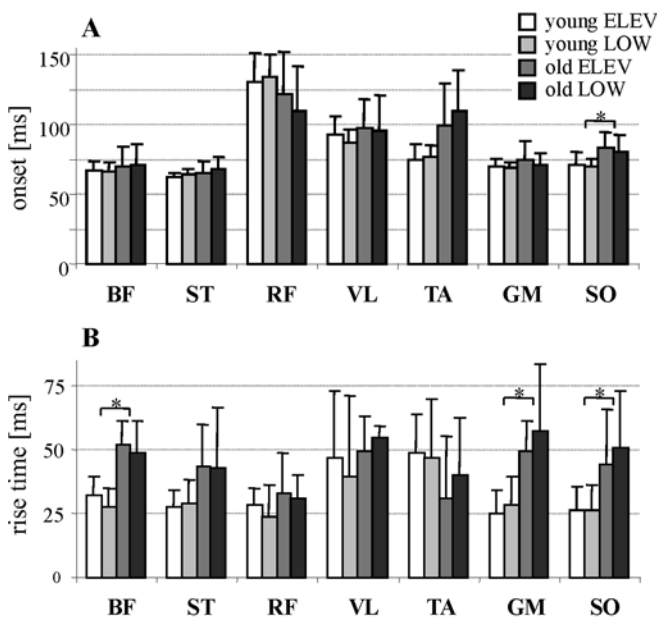 A
young ELEV
young LOW
old ELEV
old LOW
onset [ms]
150
100
50
0
*
BF ST RF VL TA GM SO
B
rise time [ms]
75
50
25
0
* * *
BF ST RF VL TA GM SO